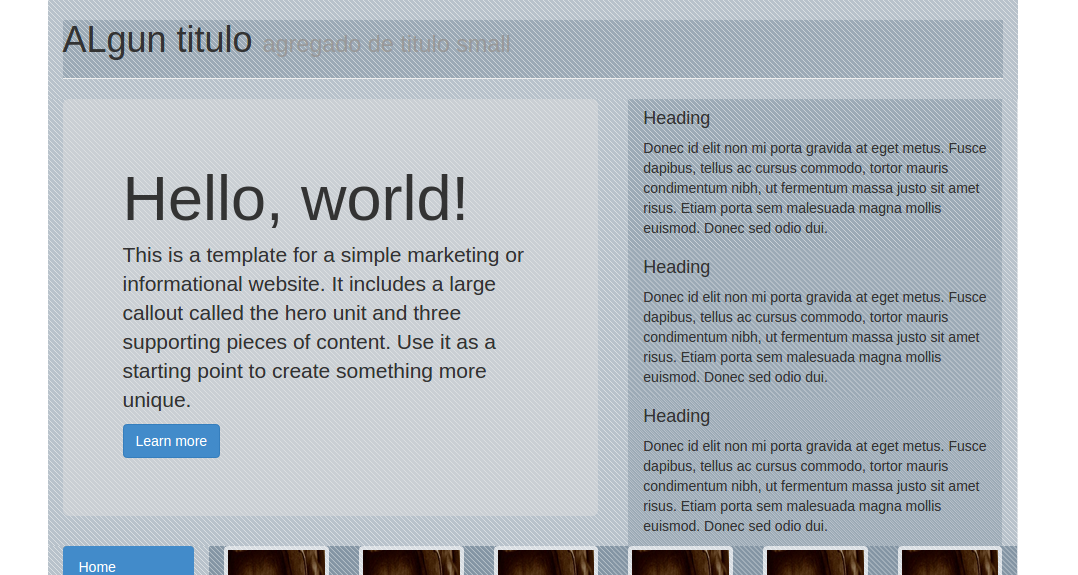 ALgun titulo agregado de titulo small
Hello, world!
This is a template for a simple marketing or
informational website. It includes a large
callout called the hero unit and three
supporting pieces of content. Use it as a
starting point to create something more
unique.
Learn more
Heading
Donec id elit non mi porta gravida at eget metus. Fusce
dapibus, tellus ac cursus commodo, tortor mauris
condimentum nibh, ut fermentum massa justo sit amet
risus. Etiam porta sem malesuada magna mollis
euismod. Donec sed odio dui.
Heading
Donec id elit non mi porta gravida at eget metus. Fusce
dapibus, tellus ac cursus commodo, tortor mauris
condimentum nibh, ut fermentum massa justo sit amet
risus. Etiam porta sem malesuada magna mollis
euismod. Donec sed odio dui.
Heading
Donec id elit non mi porta gravida at eget metus. Fusce
dapibus, tellus ac cursus commodo, tortor mauris
condimentum nibh, ut fermentum massa justo sit amet
risus. Etiam porta sem malesuada magna mollis
euismod. Donec sed odio dui.
Home